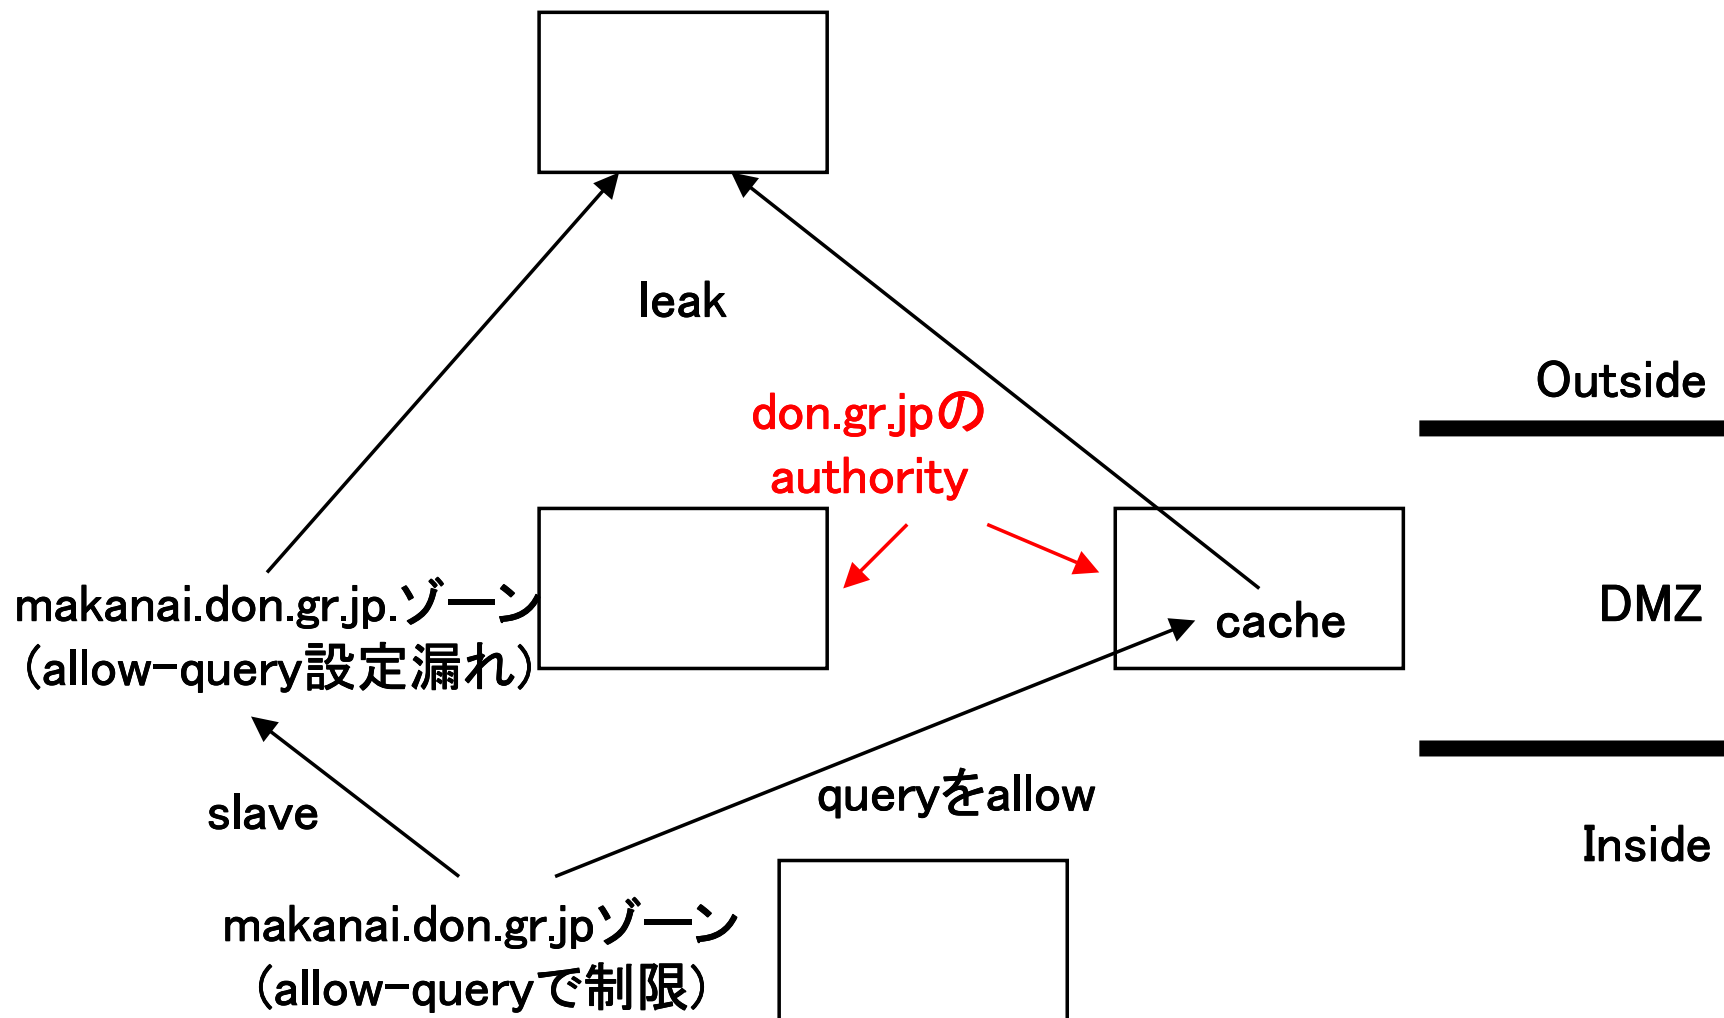 leak
Outside
don.gr.jpの
authority
makanai.don.gr.jp.ゾーン
(allow-query設定漏れ)
cache
DMZ
slave
queryをallow
Inside
makanai.don.gr.jpゾーン
(allow-queryで制限)